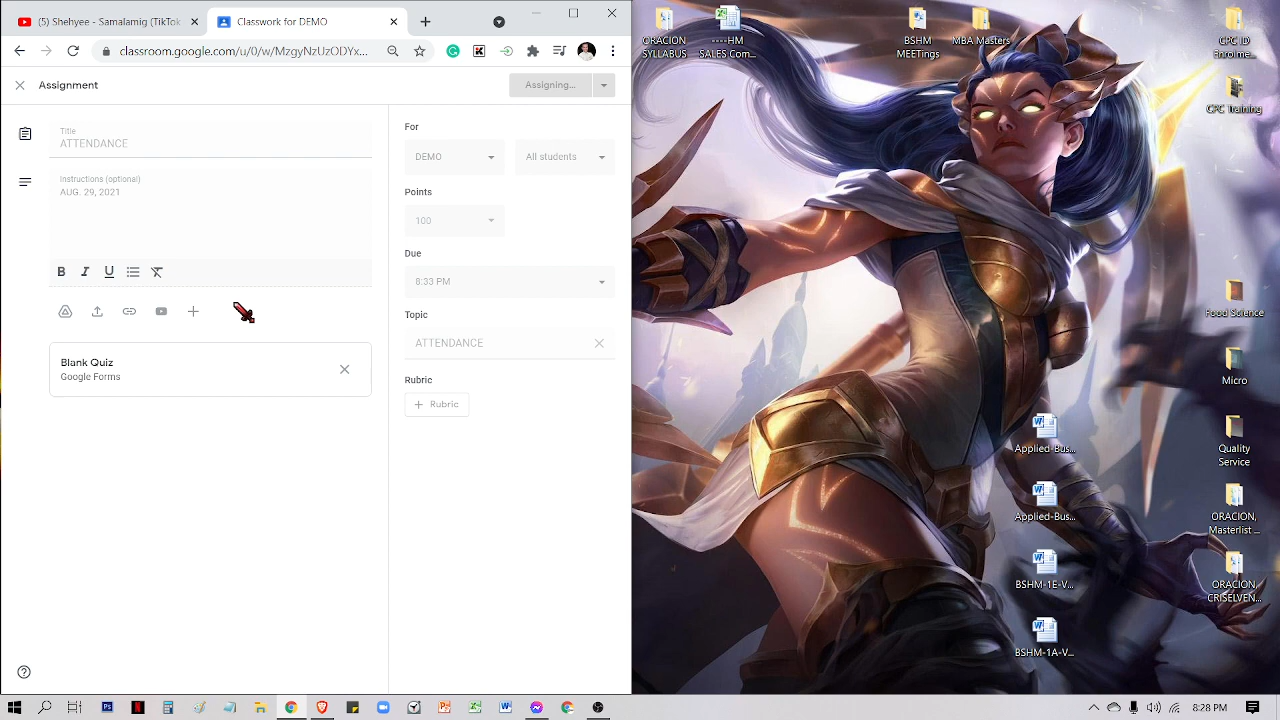 (5) Shehyee - Samalamig (TikTok
Classwork for DEMO
classroom.google.com/u/0/w/MzgyNzUzODYx...
Assignment
Assigning...
Title
ATTENDANCE
Instructions (optional)
AUG. 29, 2021
B I U
Blank Quiz
Google Forms
For
DEMO
All students
Points
100
Due
8:33 PM
Topic
ATTENDANCE
Rubric
+ Rubric
ORACION
SYLLABUS
----HM
SALES Com...
BSHM
MEETings
MBA Masters
CPC ID
Enrolme...
CPC Training
Food Science
Micro
Applied-Bus...
Quality
Service
Applied-Bus...
ORACION,
Masterlist ...
BSHM-1E-V...
ORACION,
CRISELVEN...
BSHM-1A-V...
8:28 PM